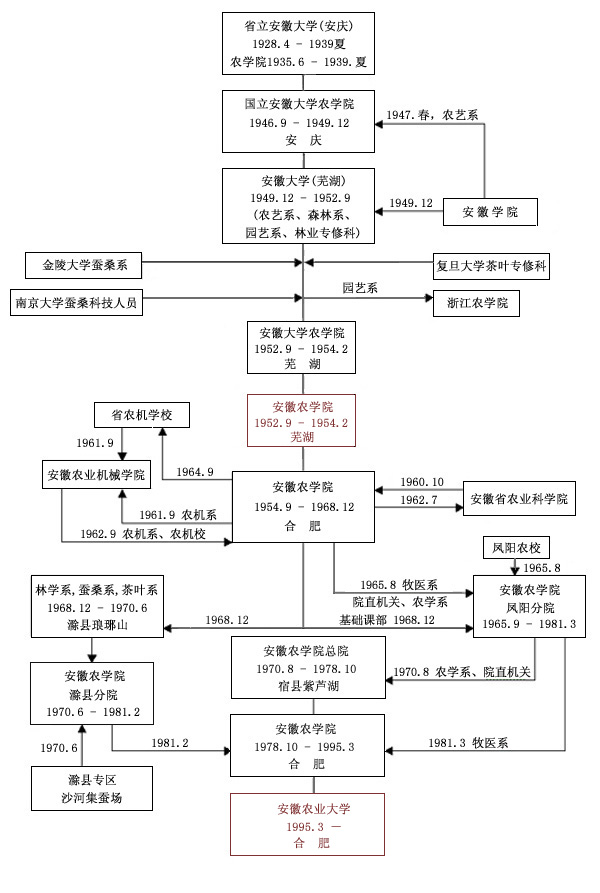 省立安徽大学(安庆)
1928.4 - 1939夏
农学院1935.6 - 1939.夏
国立安徽大学农学院
1946.9 - 1949.12
安 庆
1947.春, 农艺系
安徽大学(芜湖)
1949.12 - 1952.9
(农艺系、森林系、
园艺系、林业专修科)
1949.12
安徽学院
金陵大学蚕桑系
复旦大学茶叶专修科
南京大学蚕桑科技人员
园艺系
浙江农学院
安徽大学农学院
1952.9 - 1954.2
芜 湖
安徽农学院
1952.9 - 1954.2
芜湖
省农机学校
1961.9
1964.9
安徽农业机械学院
安徽农学院
1954.9 - 1968.12
合 肥
1960.10
1962.7
安徽省农业科学院
1961.9 农机系
1962.9 农机系、农机校
凤阳农校
1965.8
林学系,蚕桑系,茶叶系
1968.12 - 1970.6
滁县琅琊山
1965.8 牧医系
院直机关、农学系
基础课部 1968.12
安徽农学院
凤阳分院
1965.9 - 1981.3
1968.12
安徽农学院总院
1970.8 - 1978.10
宿县紫芦湖
1970.8 农学系、院直机关
安徽农学院
滁县分院
1970.6 - 1981.2
安徽农学院
1978.10 - 1995.3
合 肥
1981.2
1981.3 牧医系
1970.6
滁县专区
沙河集蚕场
安徽农业大学
1995.3 —
合 肥